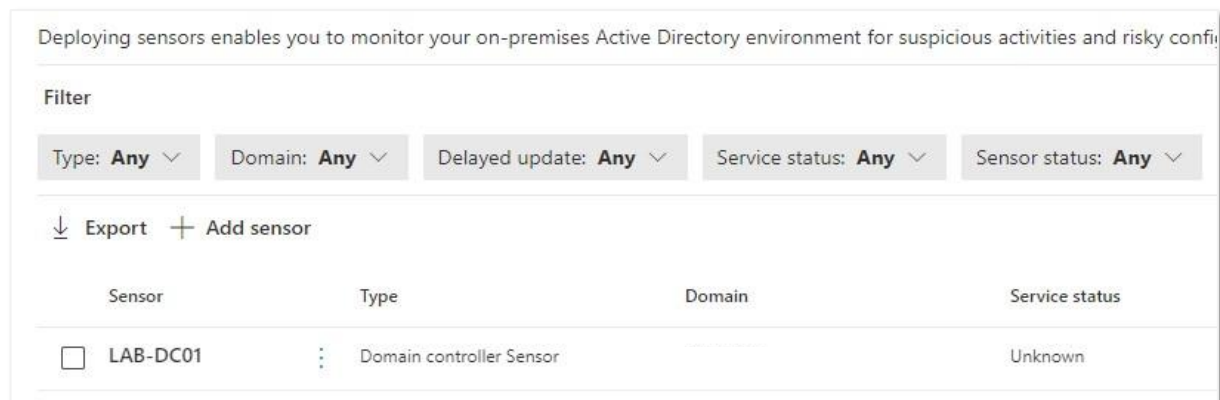 Deploying sensors enables you to monitor your on-premises Active Directory environment for suspicious activities and risky
Filter
Type: Any Domain: Any Delayed update: Any Service status: Any Sensor status: Any
Export + Add sensor
Sensor Type Domain Service status
LAB-DC01 Domain controller Sensor Unknown